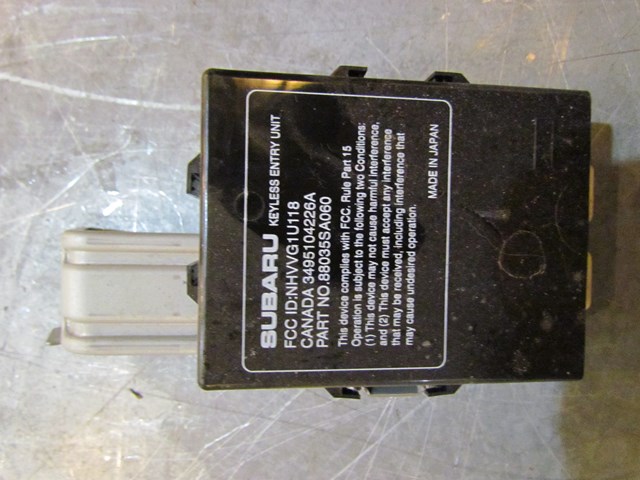 SUBARU KEYLESS ENTRY UNIT
FCC ID:NHVVG1U118
CANADA 3495104226A
PART NO.88035SA060
This device complies with FCC. Rule Part 15
Operation is subject to the following two Conditions:
(1) This device may not cause harmful interference,
and (2) This device must accept any interference
that may be received, including interference that
may cause undesired operation.
MADE IN JAPAN